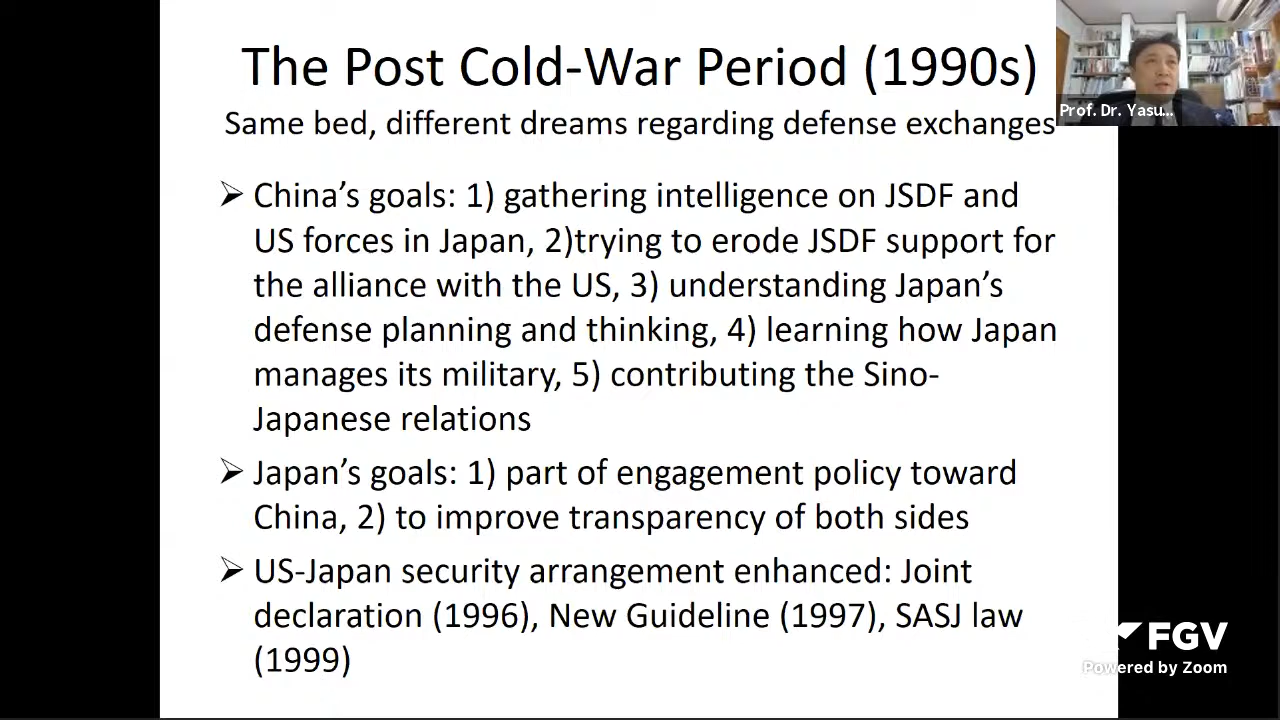 The Post Cold-War Period (1990s)
Same bed, different dreams regarding defense exchanges
Prof. Dr. Yasu...
➢ China’s goals: 1) gathering intelligence on JSDF and
US forces in Japan, 2)trying to erode JSDF support for
the alliance with the US, 3) understanding Japan’s
defense planning and thinking, 4) learning how Japan
manages its military, 5) contributing the Sino-
Japanese relations
➢ Japan’s goals: 1) part of engagement policy toward
China, 2) to improve transparency of both sides
➢ US-Japan security arrangement enhanced: Joint
declaration (1996), New Guideline (1997), SASJ law
(1999)
FGV
Powered by Zoom